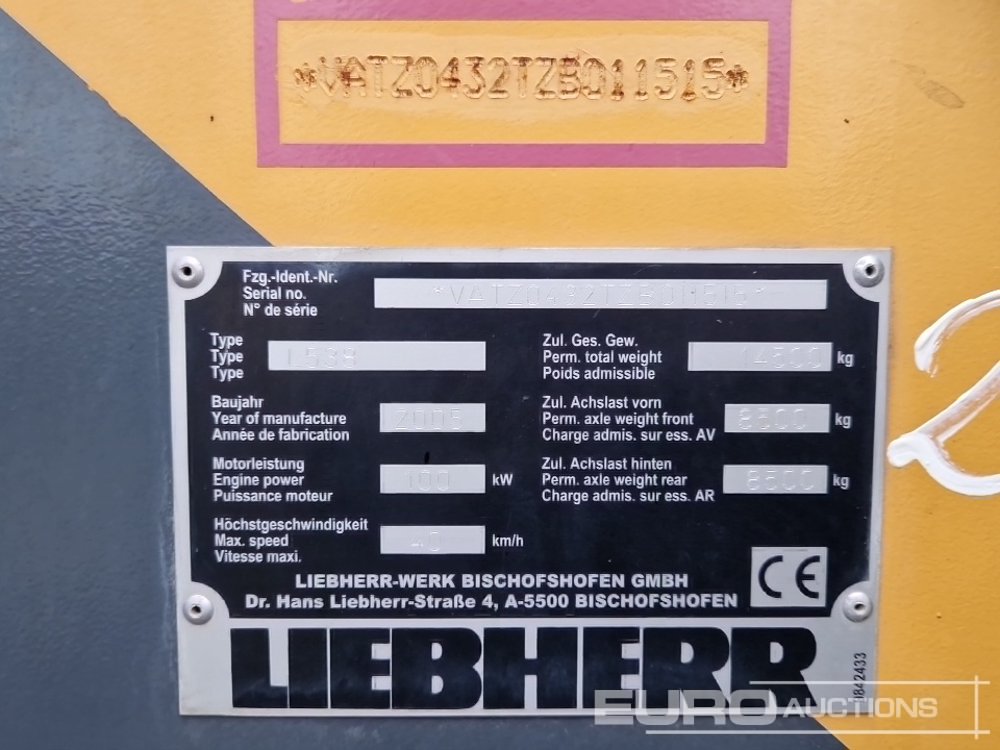 *VATZ0432TZB011515*
Fzg.-Ident.-Nr.
Serial no.
N° de série
*VATZ0432TZB011515*
Type
Type
Type
L538
Zul. Ges. Gew.
Perm. total weight
Poids admissible
14500 kg
Baujahr
Year of manufacture
Année de fabrication
2005
Zul. Achslast vorn
Perm. axle weight front
Charge admis. sur ess. AV
8500 kg
Motorleistung
Engine power
Puissance moteur
100 kW
Zul. Achslast hinten
Perm. axle weight rear
Charge admis. sur ess. AR
8500 kg
Höchstgeschwindigkeit
Max. speed
Vitesse maxi.
40 km/h
LIEBHERR-WERK BISCHOFSHOFEN GMBH
Dr. Hans Liebherr-Straße 4, A-5500 BISCHOFSHOFEN
CE
LIEBHERR
EURO AUCTIONS